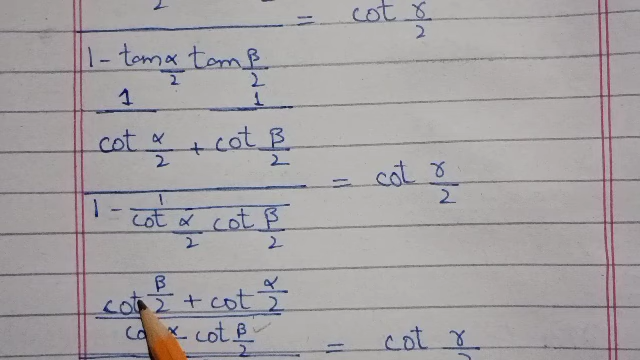 2 = cot γ/2
1 - tan α/2 tan β/2
1 1
cot α/2 + cot β/2
= cot γ/2
1 - 1/cot α/2 cot β/2
cot β/2 + cot α/2
cot β/2 = cot γ/2